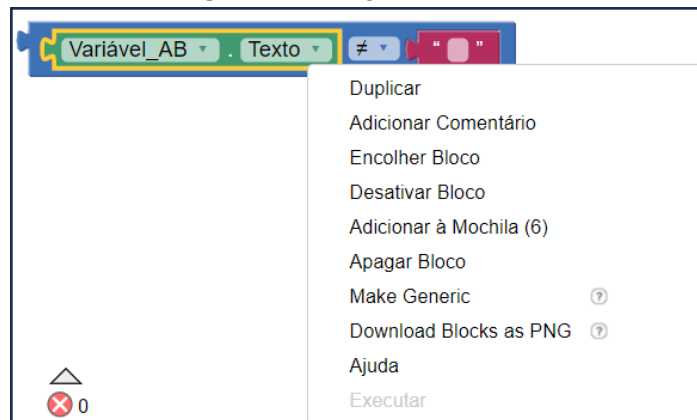 Variável_AB . Texto ≠ “ ”
Duplicar
Adicionar Comentário
Encolher Bloco
Desativar Bloco
Adicionar à Mochila (6)
Apagar Bloco
Make Generic ?
Download Blocks as PNG ?
Ajuda
Executar
0